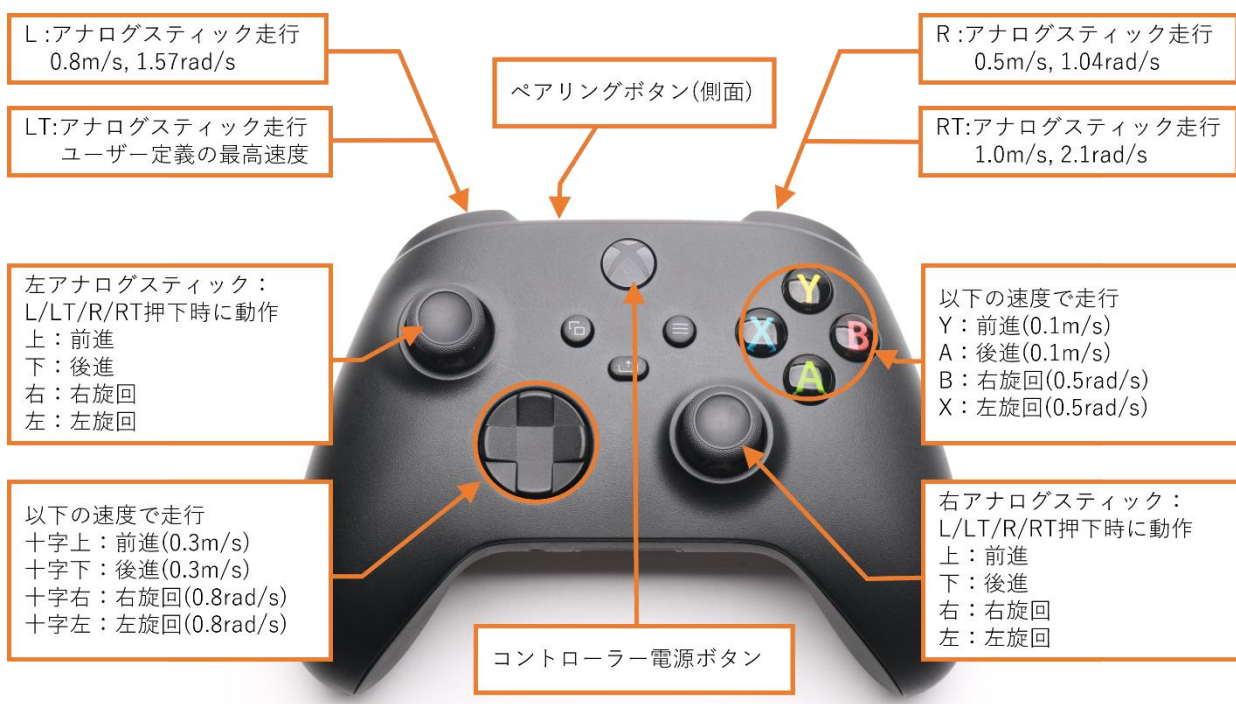 L:アナログスティック走行
0.8m/s, 1.57rad/s
LT:アナログスティック走行
ユーザー定義の最高速度
ペアリングボタン(側面)
R:アナログスティック走行
0.5m/s, 1.04rad/s
RT:アナログスティック走行
1.0m/s, 2.1rad/s
左アナログスティック:
L/LT/R/RT押下時に動作
上:前進
下:後進
右:右旋回
左:左旋回
Y
X
B
A
以下の速度で走行
Y:前進(0.1m/s)
A:後進(0.1m/s)
B:右旋回(0.5rad/s)
X:左旋回(0.5rad/s)
以下の速度で走行
十字上:前進(0.3m/s)
十字下:後進(0.3m/s)
十字右:右旋回(0.8rad/s)
十字左:左旋回(0.8rad/s)
コントローラー電源ボタン
右アナログスティック:
L/LT/R/RT押下時に動作
上:前進
下:後進
右:右旋回
左:左旋回